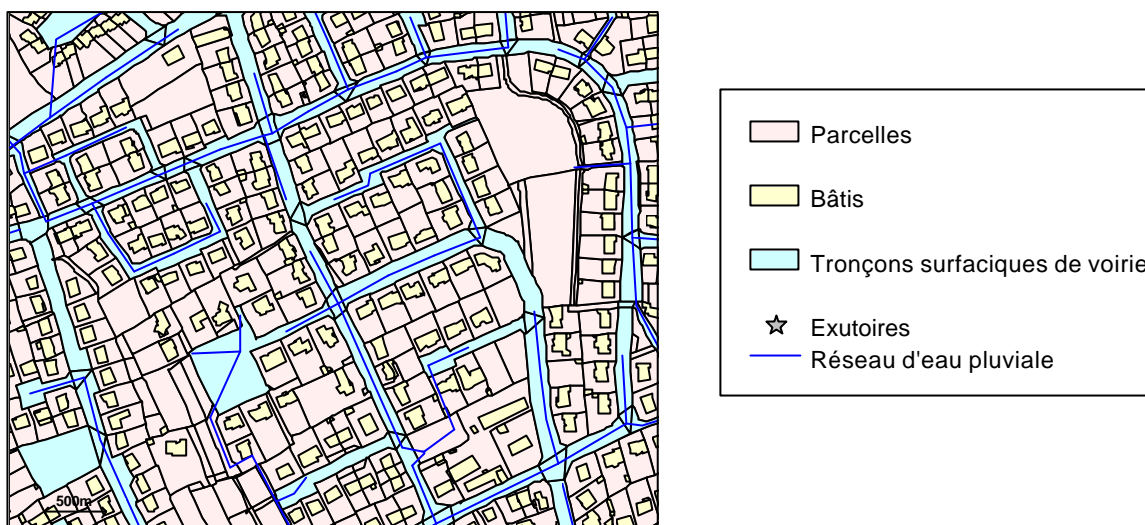 Parcelles
Bâtis
Tronçons surfaciques de voirie
Exutoires
Réseau d'eau pluviale
500m